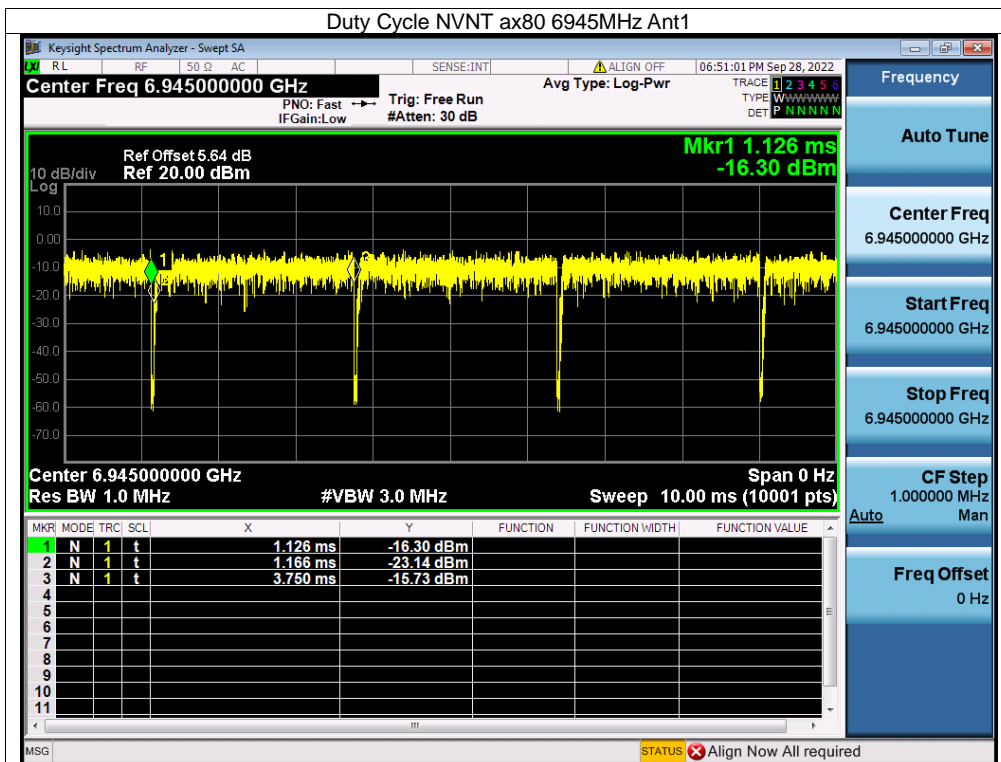 Duty Cycle NVNT ax80 6945MHz Ant1
Keysight Spectrum Analyzer - Swept SA
LXI RL RF 50 Ω AC SENSE:INT ALIGN OFF 06:51:01 PM Sep 28, 2022
Center Freq 6.945000000 GHz
Avg Type: Log-Pwr
TRACE 1 2 3 4 5 6
TYPE WWWWWW
DET P N N N N N
PNO: Fast
IFGain:Low
Trig: Free Run
#Atten: 30 dB
Frequency
Mkr1 1.126 ms
-16.30 dBm
Ref Offset 5.64 dB
Ref 20.00 dBm
10 dB/div
Log
10.0
0.00
-10.0
-20.0
-30.0
-40.0
-50.0
-60.0
-70.0
1
Center 6.945000000 GHz
Span 0 Hz
Res BW 1.0 MHz
#VBW 3.0 MHz
Sweep 10.00 ms (10001 pts)
MKR MODE TRC SCL X Y FUNCTION FUNCTION WIDTH FUNCTION VALUE
1 N 1 t 1.126 ms -16.30 dBm
2 N 1 t 1.166 ms -23.14 dBm
3 N 1 t 3.750 ms -15.73 dBm
4
5
6
7
8
9
10
11
Auto Tune
Center Freq
6.945000000 GHz
Start Freq
6.945000000 GHz
Stop Freq
6.945000000 GHz
CF Step
1.000000 MHz
Auto Man
Freq Offset
0 Hz
MSG
STATUS Align Now All required